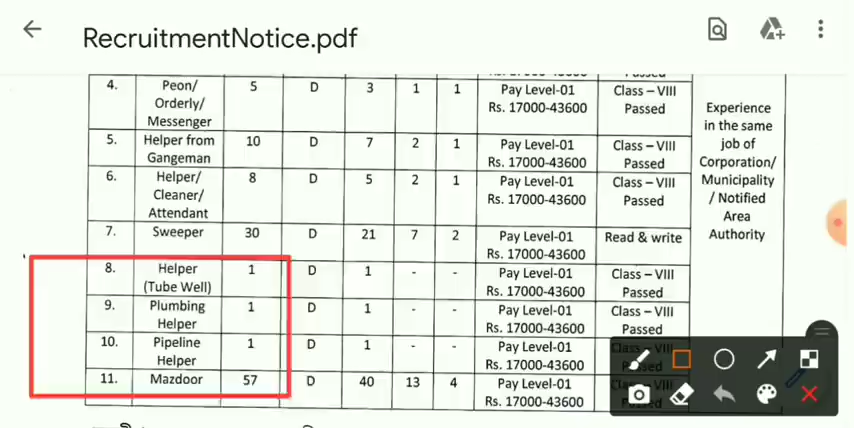 RecruitmentNotice.pdf
4. Peon/ 5 D 3 1 1 Pay Level-01 Class – VIII
Orderly/ Rs. 17000-43600 Passed
Messenger
5. Helper from 10 D 7 2 1 Pay Level-01 Class – VIII
Gangeman Rs. 17000-43600 Passed
6. Helper/ 8 D 5 2 1 Pay Level-01 Class – VIII
Cleaner/ Rs. 17000-43600 Passed
Attendant
7. Sweeper 30 D 21 7 2 Pay Level-01 Read & write
Rs. 17000-43600
8. Helper 1 D 1 - - Pay Level-01 Class – VIII
(Tube Well) Rs. 17000-43600 Passed
9. Plumbing 1 D 1 - - Pay Level-01 Class – VIII
Helper Rs. 17000-43600 Passed
10. Pipeline 1 D 1 - - Pay Level-01
Helper Rs. 17000-43600
11. Mazdoor 57 D 40 13 4 Pay Level-01
Rs. 17000-43600
Experience
in the same
job of
Corporation/
Municipality
/ Notified
Area
Authority